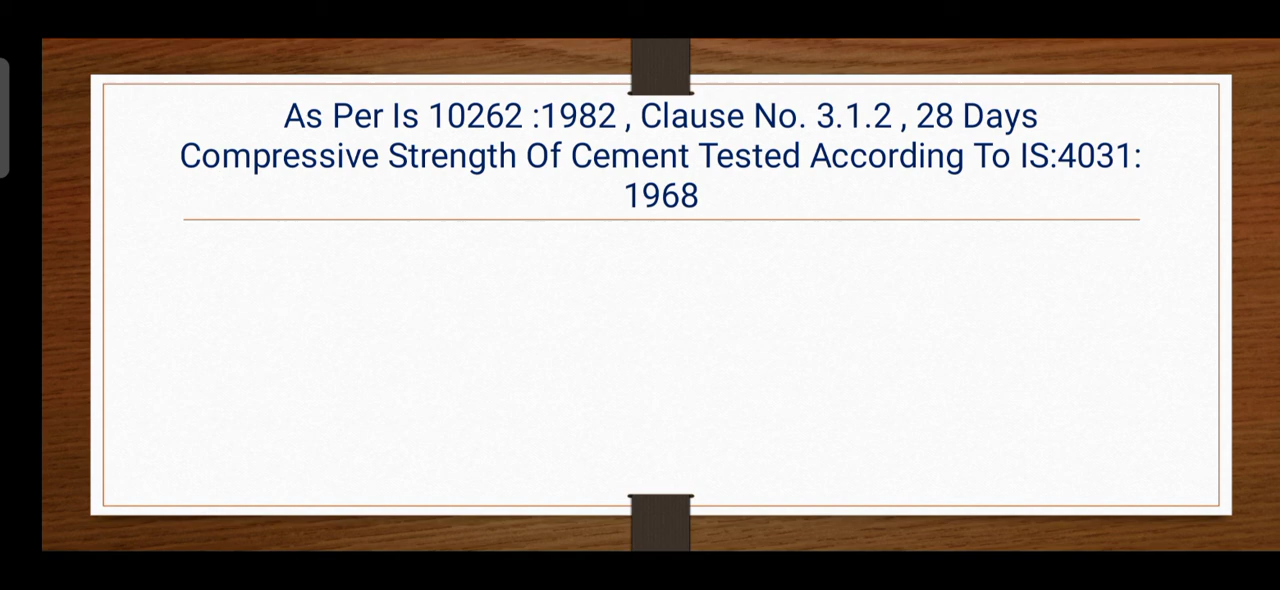 As Per Is 10262 :1982 , Clause No. 3.1.2 , 28 Days
Compressive Strength Of Cement Tested According To IS:4031:
1968